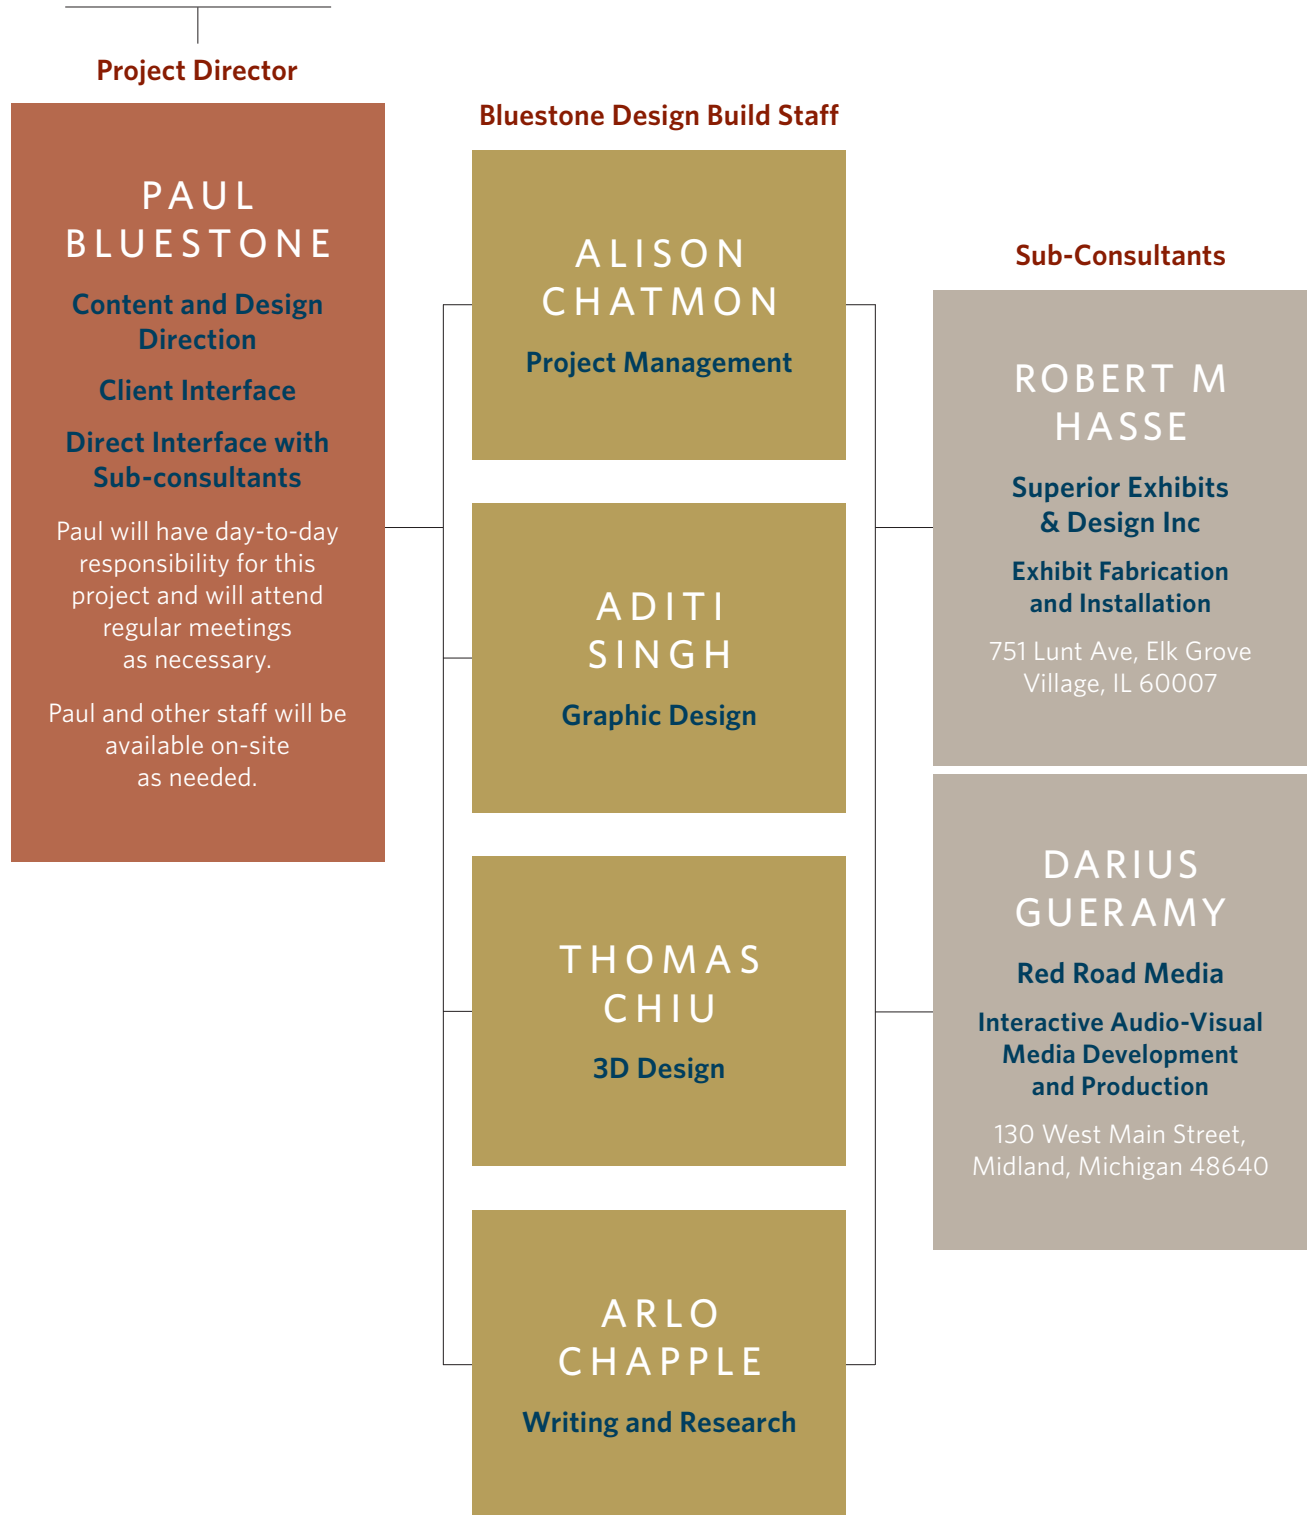 Project Director
PAUL
BLUESTONE
Content and Design
Direction
Client Interface
Direct Interface with
Sub-consultants
Paul will have day-to-day
responsibility for this
project and will attend
regular meetings
as necessary.
Paul and other staff will be
available on-site
as needed.
Bluestone Design Build Staff
ALISON
CHATMON
Project Management
ADITI
SINGH
Graphic Design
THOMAS
CHIU
3D Design
ARLO
CHAPPLE
Writing and Research
Sub-Consultants
ROBERT M
HASSE
Superior Exhibits
& Design Inc
Exhibit Fabrication
and Installation
751 Lunt Ave, Elk Grove
Village, IL 60007
DARIUS
GUERAMY
Red Road Media
Interactive Audio-Visual
Media Development
and Production
130 West Main Street,
Midland, Michigan 48640